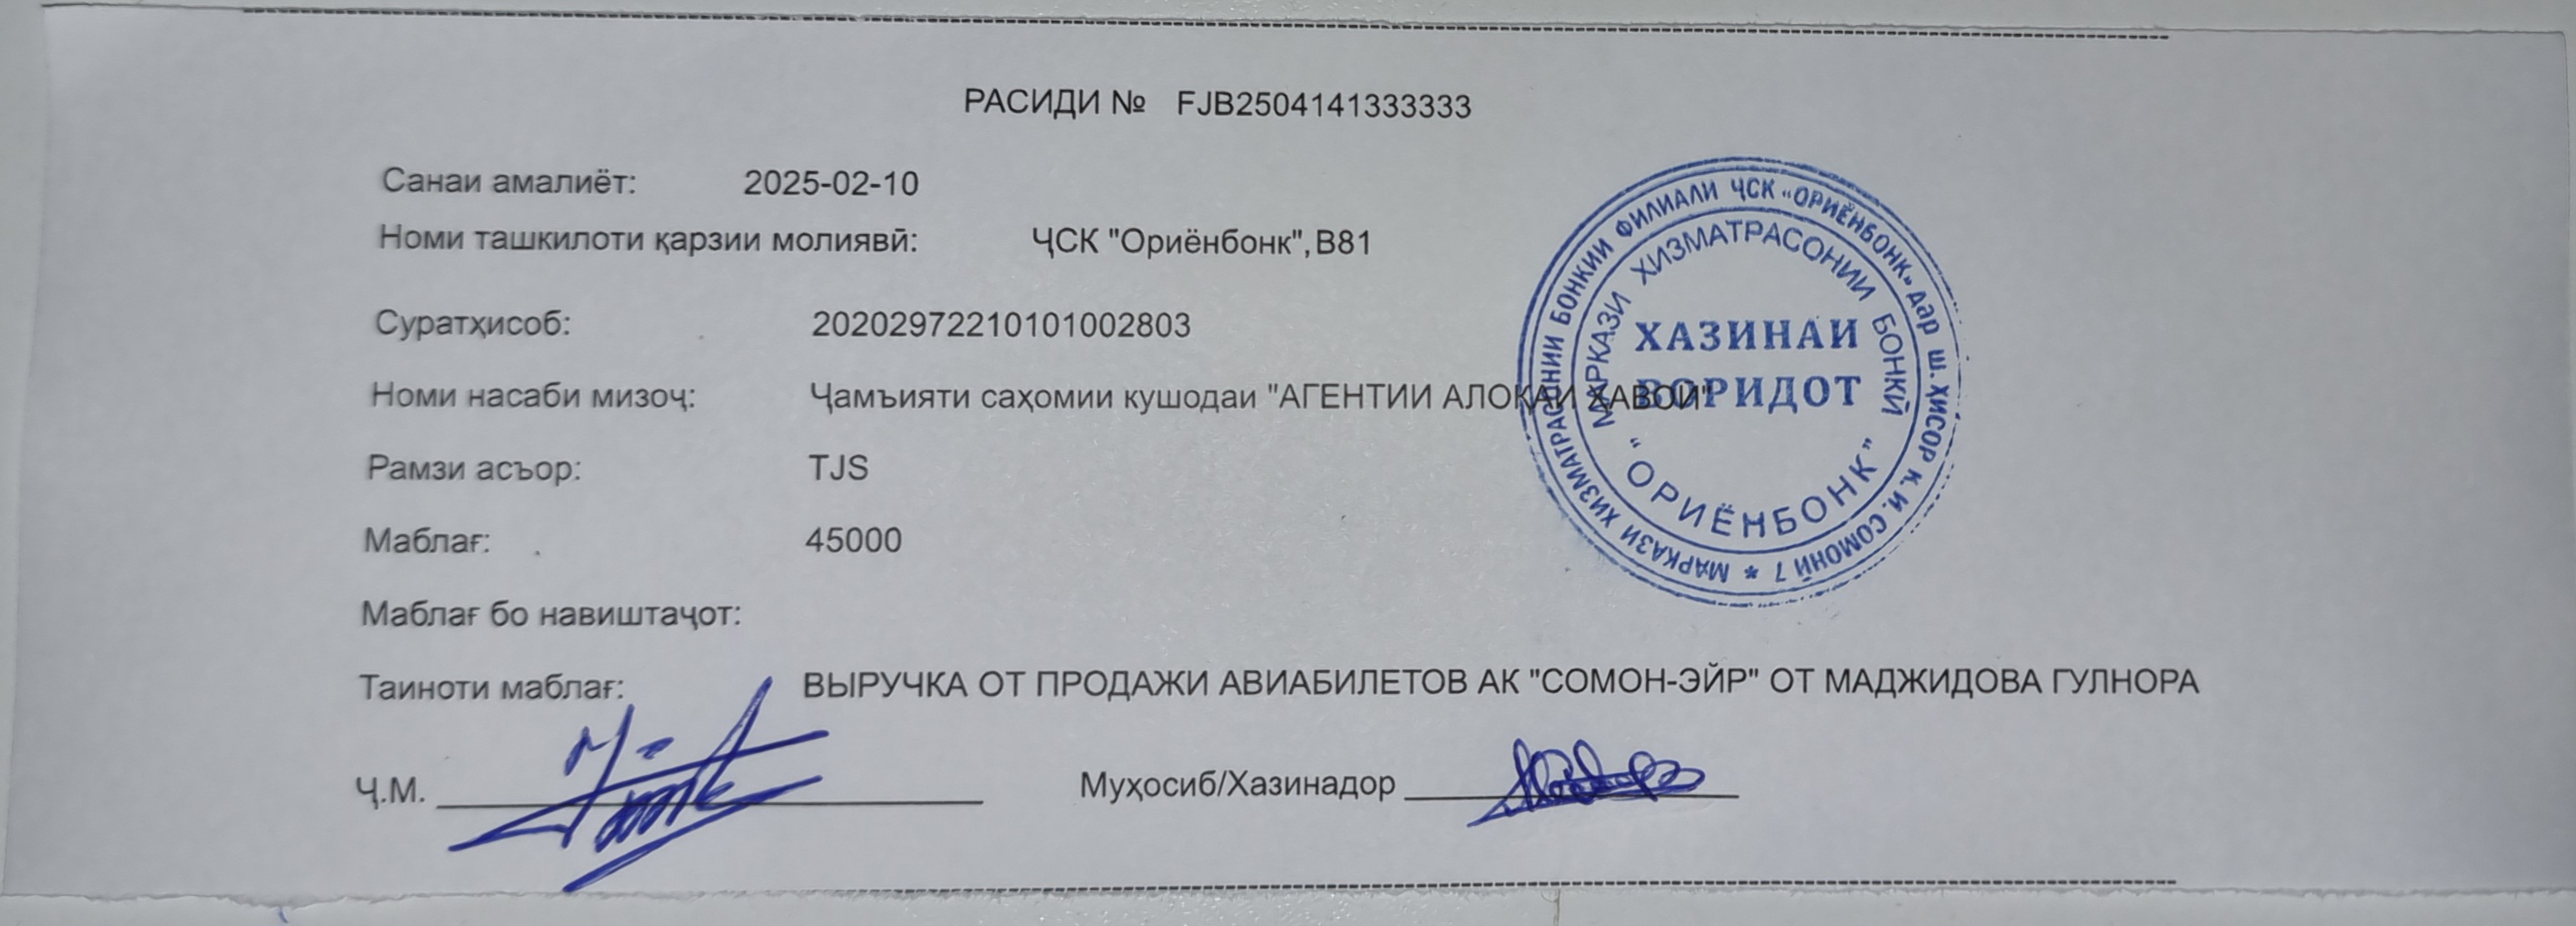 РАСИДИ № FJB2504141333333
Санаи амалиёт: 2025-02-10
Номи ташкилоти қарзии молиявӣ: ҶСК "Ориёнбонк",B81
Суратҳисоб: 20202972210101002803
Номи насаби мизоҷ: Ҷамъияти саҳомии кушодаи "АГЕНТИИ АЛОҚАИ ҲАВОИ"
Рамзи асъор: TJS
Маблағ: 45000
Маблағ бо навиштаҷот:
Таиноти маблағ: ВЫРУЧКА ОТ ПРОДАЖИ АВИАБИЛЕТОВ АК "СОМОН-ЭЙР" ОТ МАДЖИДОВА ГУЛНОРА
Ҷ.М. Муҳосиб/Хазинадор
МАРКАЗИ ХИЗМАТРАСОНИИ БОНКИИ ФИЛИАЛИ ҶСК «ОРИЁНБОНК» дар ш. ҲИСОР К. И. СОМОНӢ 7 *
МАРКАЗИ ХИЗМАТРАСОНИИ БОНКӢ
ХАЗИНАИ
ВОРИДОТ
"ОРИЁНБОНК"